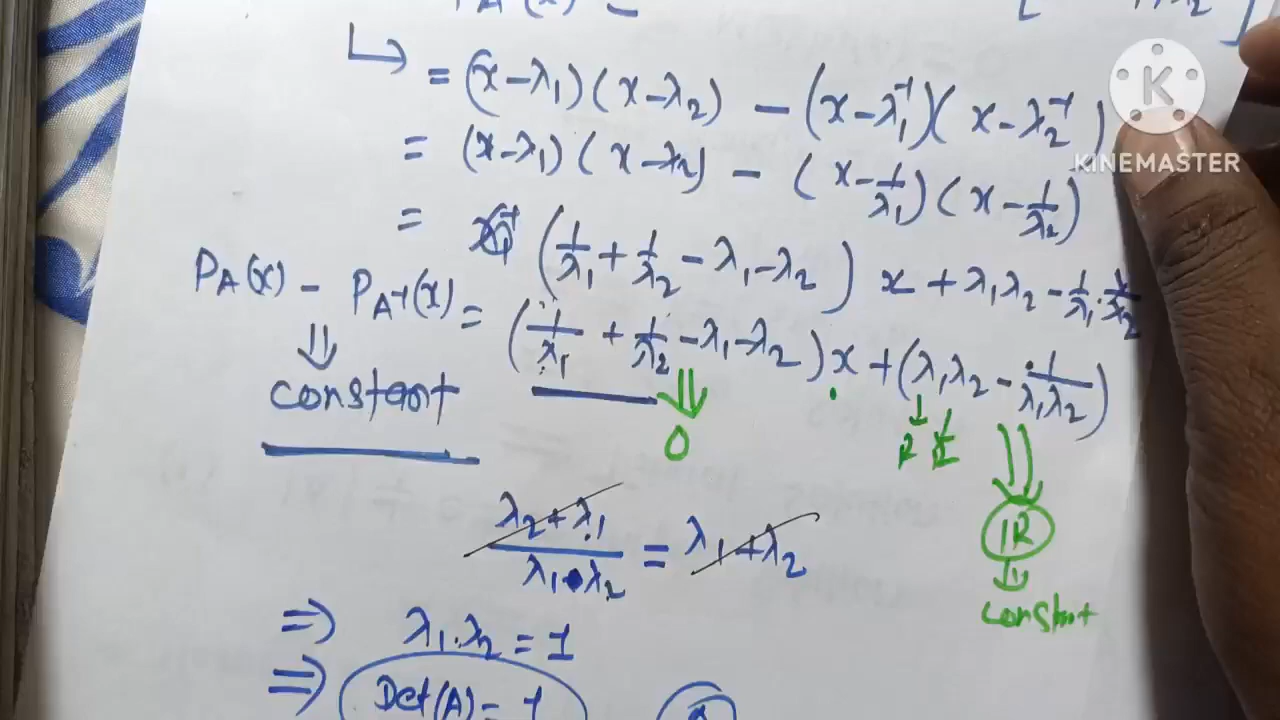 P_A(x)
= (x-λ₁)(x-λ₂) - (x-λ₁⁻¹)(x-λ₂⁻¹)
= (x-λ₁)(x-λ₂) - (x-1/λ₁)(x-1/λ₂)
= (1/λ₁ + 1/λ₂ - λ₁-λ₂) x + λ₁λ₂ - 1/λ₁ · 1/λ₂
P_A(x) - P_A⁻¹(x) = (1/λ₁ + 1/λ₂ - λ₁-λ₂)x + (λ₁λ₂ - 1/λ₁λ₂)
⇓
constant
⇓
0
↓
R
⇓
IR
⇓
constant
(λ₂+λ₁)/(λ₁·λ₂) = λ₁+λ₂
⇒ λ₁·λ₂ = 1
⇒ Det(A) = 1
K
KINEMASTER